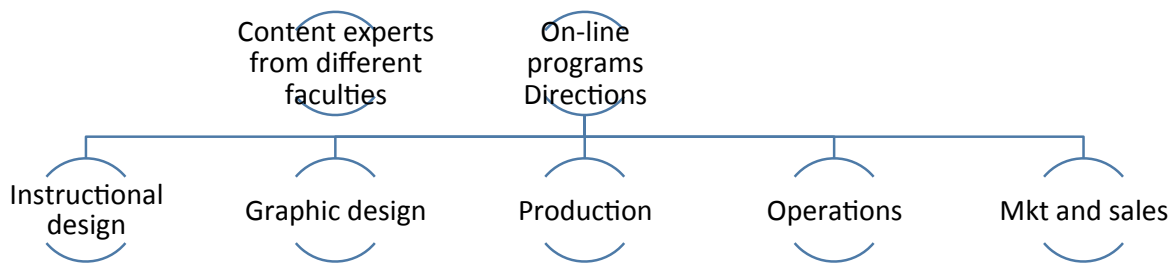 Content experts
from different
faculties
On-line
programs
Directions
Instructional
design
Graphic design
Production
Operations
Mkt and sales